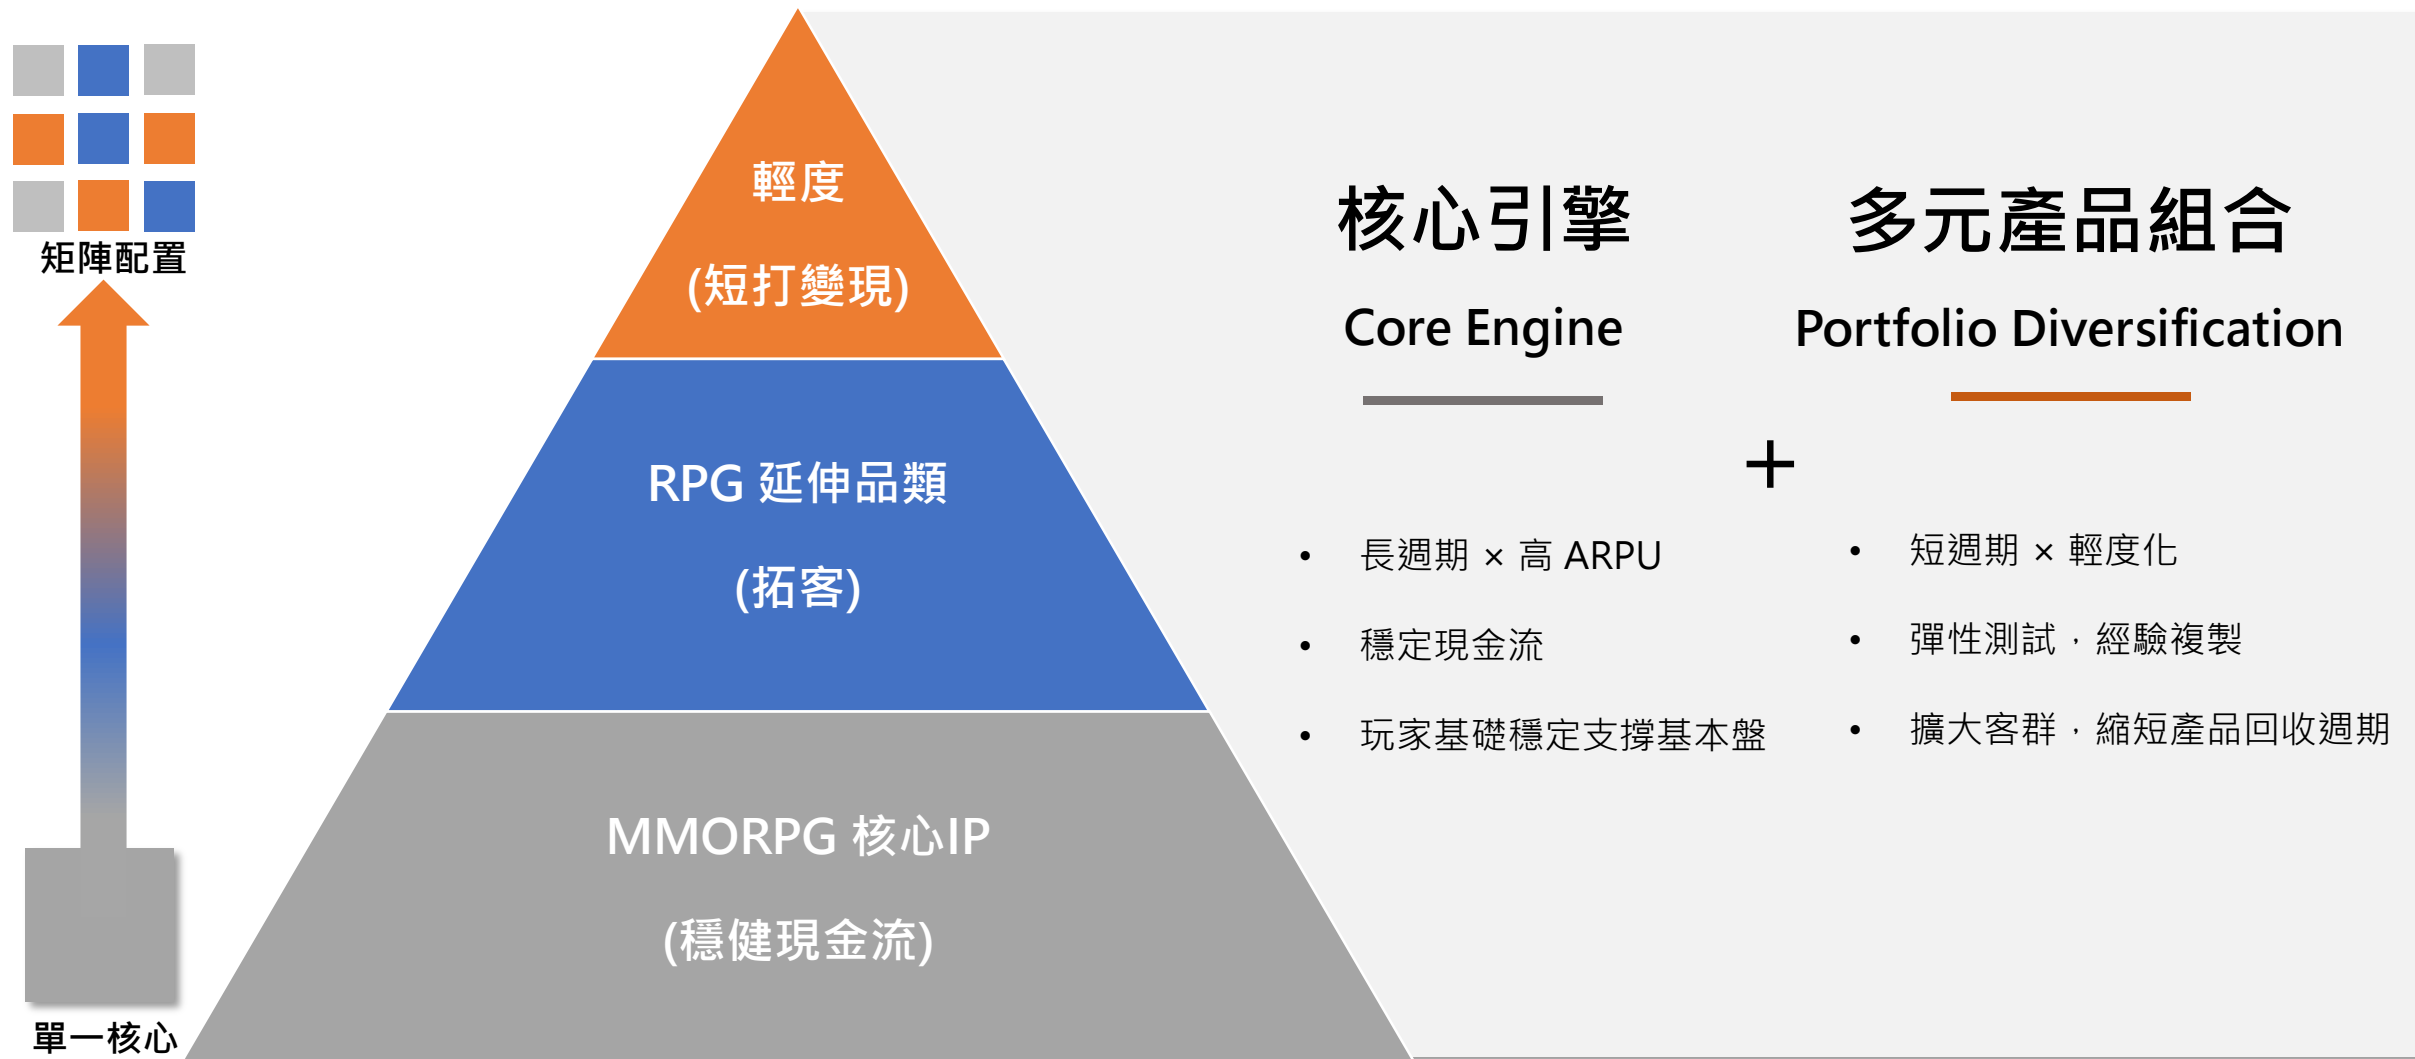 矩陣配置
單一核心
輕度
(短打變現)
RPG 延伸品類
(拓客)
MMORPG 核心IP
(穩健現金流)
核心引擎
Core Engine
• 長週期 × 高 ARPU
• 穩定現金流
• 玩家基礎穩定支撐基本盤
+
多元產品組合
Portfolio Diversification
• 短週期 × 輕度化
• 彈性測試，經驗複製
• 擴大客群，縮短產品回收週期